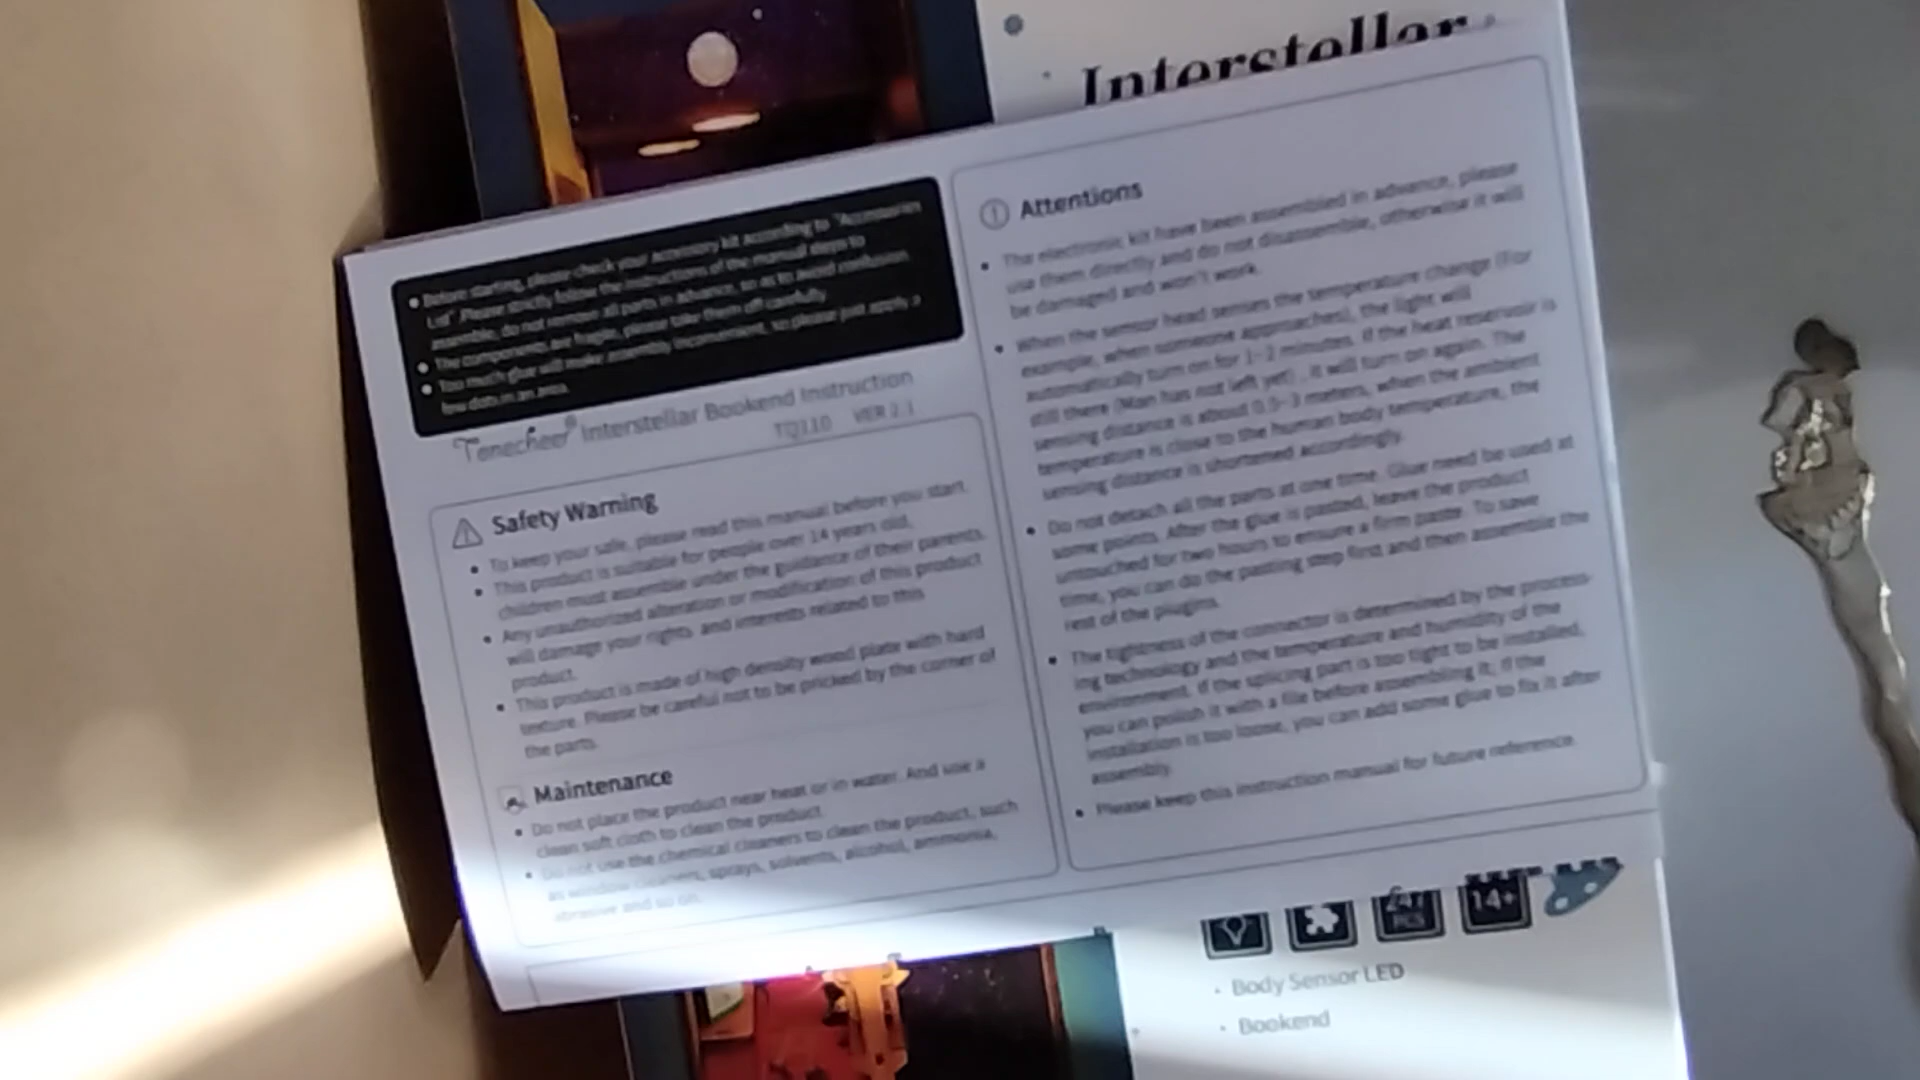 Interstellar
Before starting, please check your Accessory kit according to "Accessories
List". Please strictly follow the instructions of the manual steps to
assemble, do not remove all parts in advance, so as to avoid confusion.
The components are fragile, please take them off carefully.
Too much glue will make assembly inconvenient, so please just apply a
few dots in an area.
Tonecheer® Interstellar Bookend Instruction
TQ110 VER 2.1
Safety Warning
To keep your safe, please read this manual before you start.
This product is suitable for people over 14 years old,
children must assemble under the guidance of their parents.
Any unauthorized alteration or modification of this product
will damage your rights and interests related to this
product.
This product is made of high density wood plate with hard
texture. Please be careful not to be pricked by the corner of
the parts.
Maintenance
Do not place the product near heat or in water. And use a
clean soft cloth to clean the product.
Do not use the chemical cleaners to clean the product, such
as window cleaners, sprays, solvents, alcohol, ammonia,
abrasive and so on.
Attentions
The electronic kit have been assembled in advance, please
use them directly and do not disassemble, otherwise it will
be damaged and won't work.
When the sensor head senses the temperature change (For
example, when someone approaches), the light will
automatically turn on for 1-2 minutes. If the heat reservoir is
still there (Man has not left yet), it will turn on again. The
sensing distance is about 0.5-3 meters, when the ambient
temperature is close to the human body temperature, the
sensing distance is shortened accordingly.
Do not detach all the parts at one time. Glue need be used at
some points. After the glue is pasted, leave the product
untouched for two hours to ensure a firm paste. To save
time, you can do the pasting step first and then assemble the
rest of the plugins.
The tightness of the connector is determined by the process-
ing technology and the temperature and humidity of the
environment. If the splicing part is too tight to be installed,
you can polish it with a file before assembling it; if the
installation is too loose, you can add some glue to fix it after
assembly.
Please keep this instruction manual for future reference.
247 PCS
14+
Body Sensor LED
Bookend